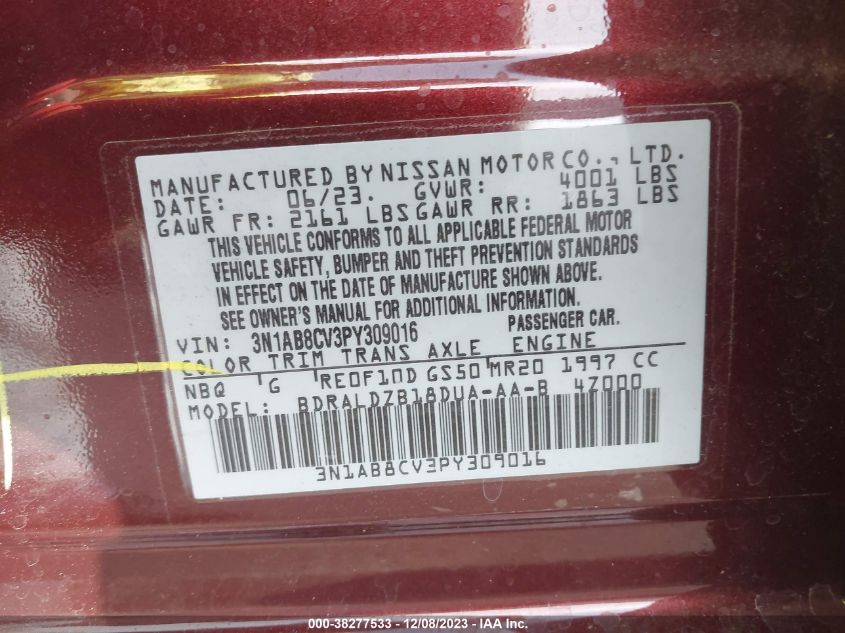 MANUFACTURED BY NISSAN MOTOR CO., LTD.
DATE: 06/23. GVWR: 4001 LBS
GAWR FR: 2161 LBS GAWR RR: 1863 LBS
THIS VEHICLE CONFORMS TO ALL APPLICABLE FEDERAL MOTOR
VEHICLE SAFETY, BUMPER AND THEFT PREVENTION STANDARDS
IN EFFECT ON THE DATE OF MANUFACTURE SHOWN ABOVE.
SEE OWNER'S MANUAL FOR ADDITIONAL INFORMATION.
VIN: 3N1AB8CV3PY309016 PASSENGER CAR.
COLOR TRIM TRANS AXLE ENGINE
NBQ G RE0F10D GS50 MR20 1997 CC
MODEL: BDRALDZB18DUA-AA-B 4Z000
3N1AB8CV3PY309016
000-38277533 - 12/08/2023 - IAA Inc.